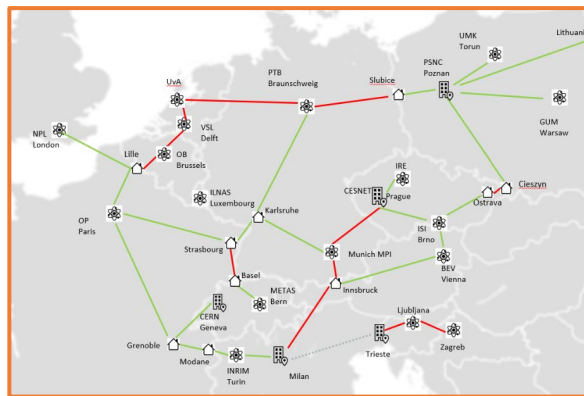 UMK
Torun
Lithuani
PTB
Braunschweig
Slubice
PSNC
Poznan
UvA
GUM
Warsaw
NPL
London
VSL
Delft
Lille
OB
Brussels
IRE
CESNET
Prague
Cieszyn
Ostrava
ILNAS
Luxembourg
Karlsruhe
OP
Paris
ISI
Brno
Strasbourg
Munich MPI
BEV
Vienna
Basel
METAS
Bern
Innsbruck
CERN
Geneva
Ljubljana
Grenoble
Modane
INRIM
Turin
Milan
Trieste
Zagreb